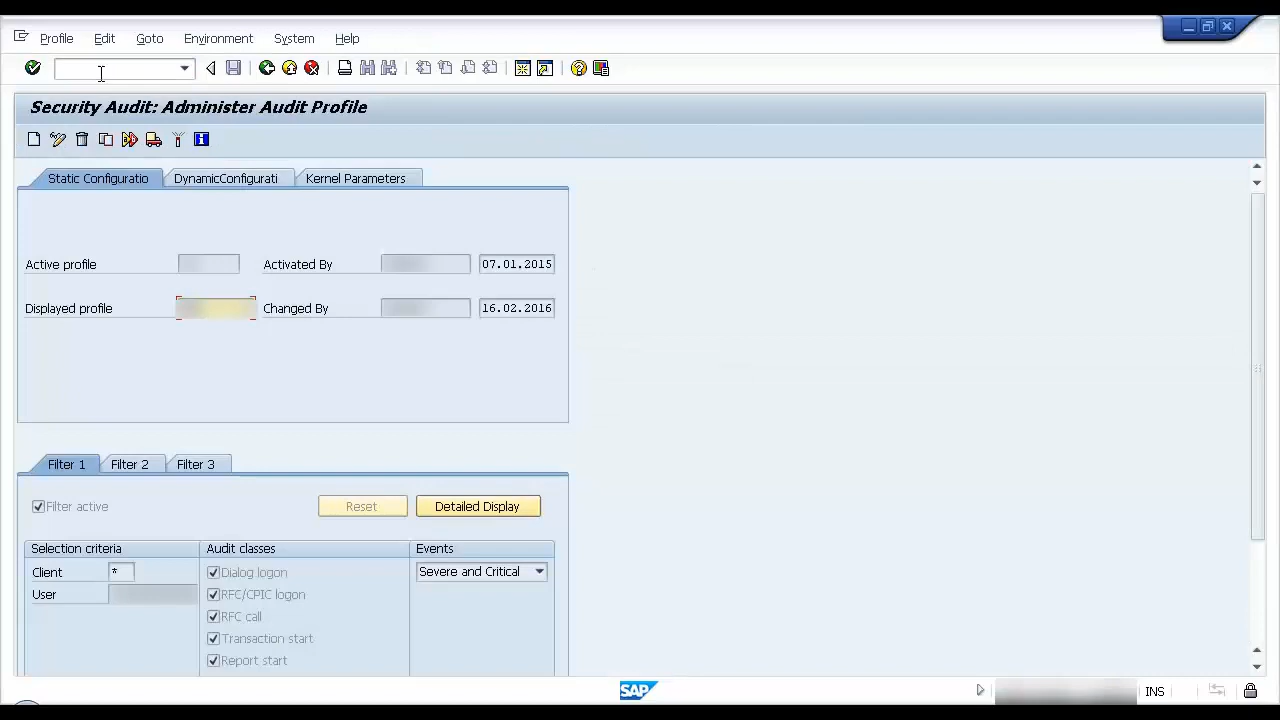 Profile Edit Goto Environment System Help
Security Audit: Administer Audit Profile
Static Configuratio DynamicConfigurati Kernel Parameters
Active profile Activated By 07.01.2015
Displayed profile Changed By 16.02.2016
Filter 1 Filter 2 Filter 3
Filter active Reset Detailed Display
Selection criteria Audit classes Events
Client * Dialog logon Severe and Critical
User RFC/CPIC logon
RFC call
Transaction start
Report start
SAP INS